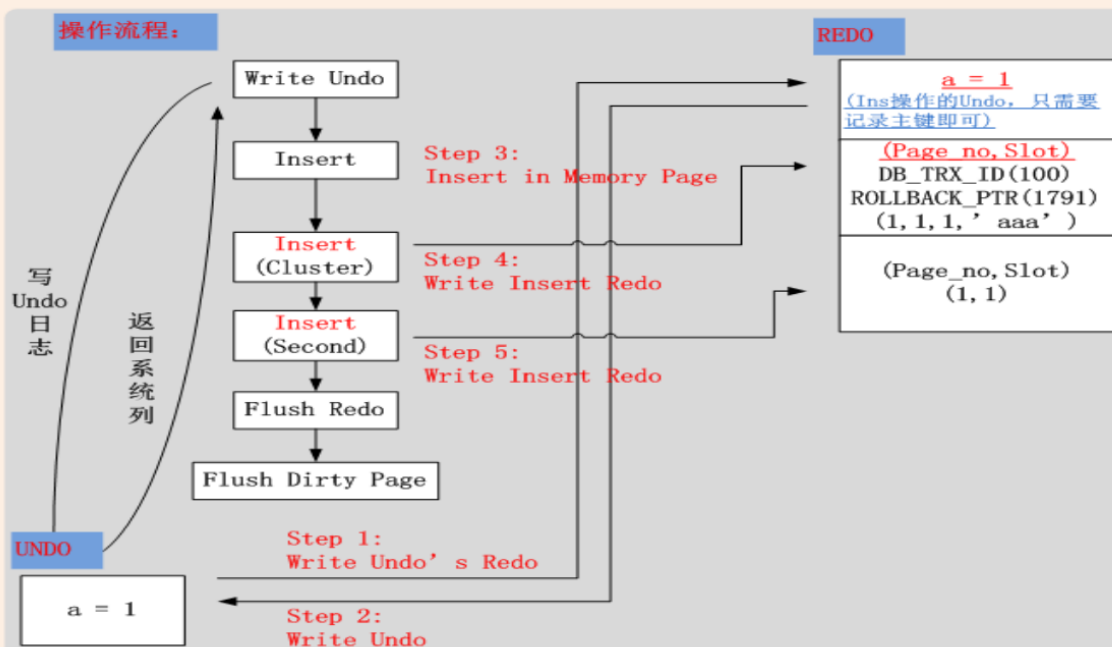 操作流程：
REDO
Write Undo
a = 1
(Ins操作的Undo，只需要
记录主键即可)
Insert
Step 3:
Insert in Memory Page
(Page_no,Slot)
DB_TRX_ID(100)
ROLLBACK_PTR(1791)
(1,1,1,’aaa’)
Insert
(Cluster)
Step 4:
Write Insert Redo
(Page_no,Slot)
(1,1)
写
Undo
日
志
返
回
系
统
列
Insert
(Second)
Step 5:
Write Insert Redo
Flush Redo
Flush Dirty Page
UNDO
a = 1
Step 1:
Write Undo’s Redo
Step 2:
Write Undo